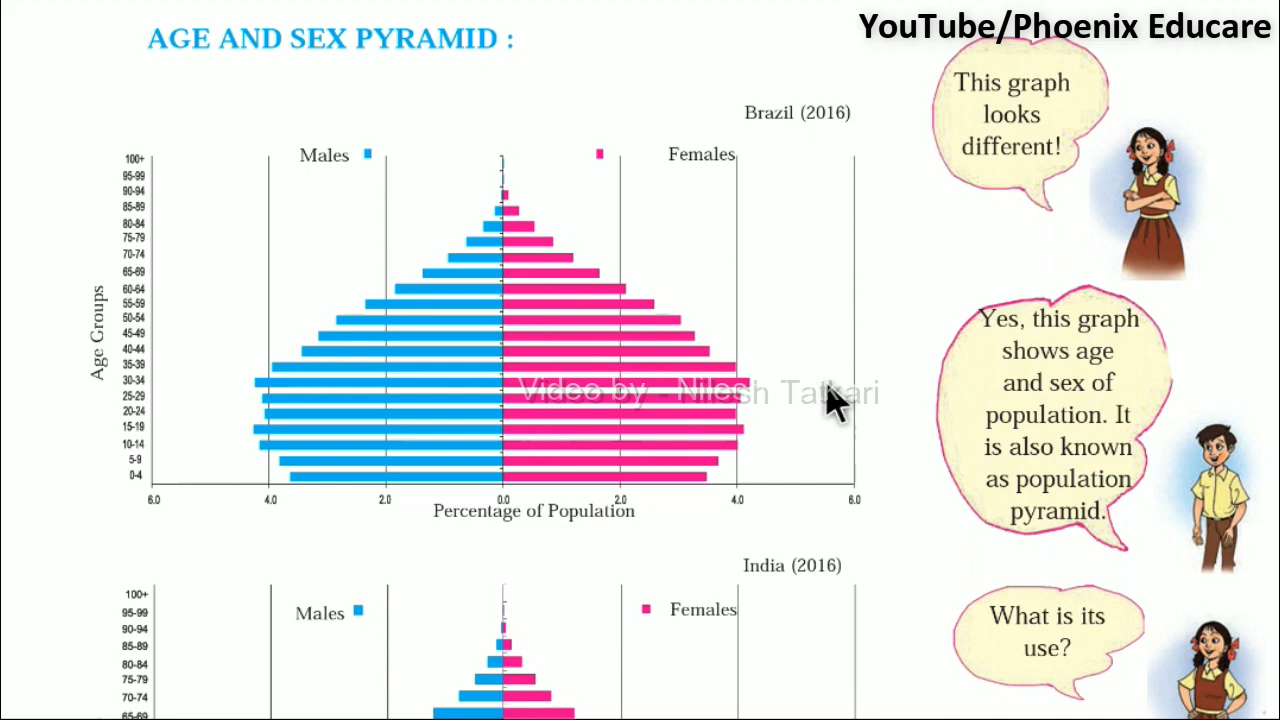 YouTube/Phoenix Educare
AGE AND SEX PYRAMID :
This graph
looks
different!
Brazil (2016)
Males
Females
100+
95-99
90-94
85-89
80-84
75-79
70-74
65-69
60-64
55-59
50-54
45-49
40-44
35-39
30-34
25-29
20-24
15-19
10-14
5-9
0-4
Age Groups
6.0 4.0 2.0 0.0 2.0 4.0 6.0
Percentage of Population
Video by - Nilesh Tatkari
Yes, this graph
shows age
and sex of
population. It
is also known
as population
pyramid.
India (2016)
Males
Females
100+
95-99
90-94
85-89
80-84
75-79
70-74
65-69
What is its
use?